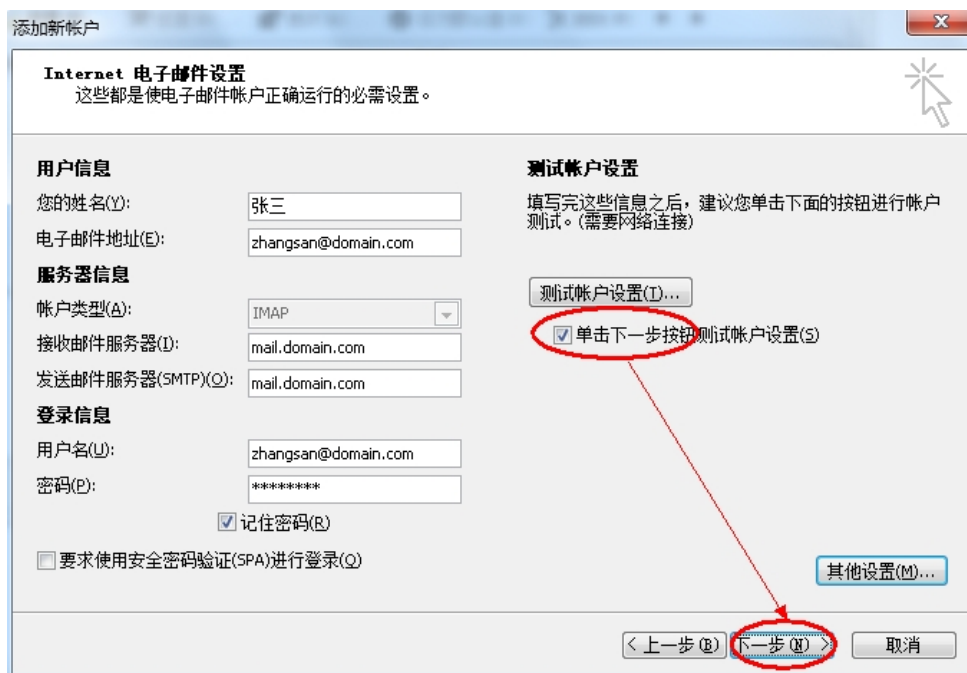 添加新帐户
Internet 电子邮件设置
这些都是使电子邮件帐户正确运行的必需设置。
用户信息
您的姓名(Y):
张三
电子邮件地址(E):
zhangsan@domain.com
服务器信息
帐户类型(A):
IMAP
接收邮件服务器(I):
mail.domain.com
发送邮件服务器(SMTP)(O):
mail.domain.com
登录信息
用户名(U):
zhangsan@domain.com
密码(P):
********
记住密码(R)
要求使用安全密码验证(SPA)进行登录(Q)
测试帐户设置
填写完这些信息之后，建议您单击下面的按钮进行帐户
测试。(需要网络连接)
测试帐户设置(T)...
单击下一步按钮测试帐户设置(S)
其他设置(M)...
< 上一步(B)
下一步(N) >
取消